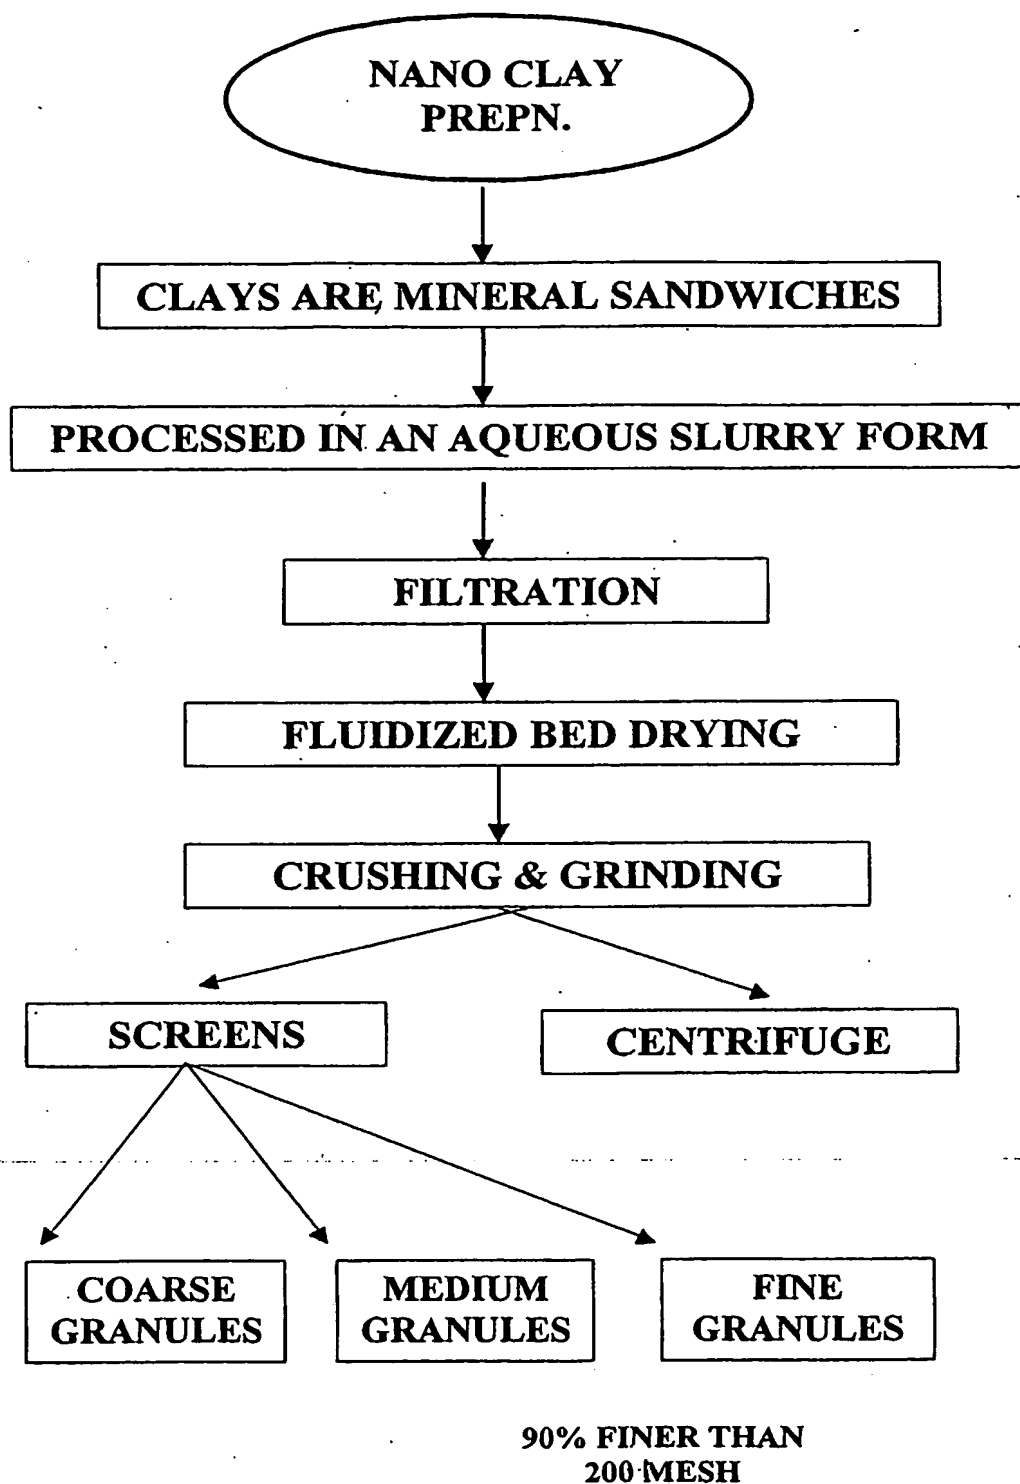 NANO CLAY
PREPN.
CLAYS ARE MINERAL SANDWICHES
PROCESSED IN AN AQUEOUS SLURRY FORM
FILTRATION
FLUIDIZED BED DRYING
CRUSHING & GRINDING
SCREENS
CENTRIFUGE
COARSE
GRANULES
MEDIUM
GRANULES
FINE
GRANULES
90% FINER THAN
200 MESH